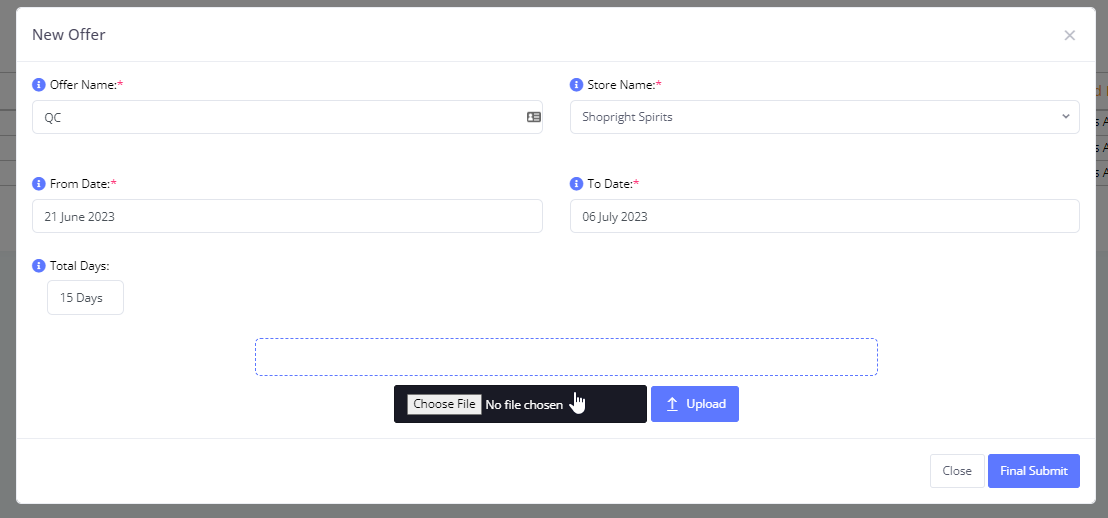 New Offer
Offer Name:*
Store Name:*
QC
Shopright Spirits
From Date:*
To Date:*
21 June 2023
06 July 2023
Total Days:
15 Days
Choose File No file chosen
Upload
Close
Final Submit